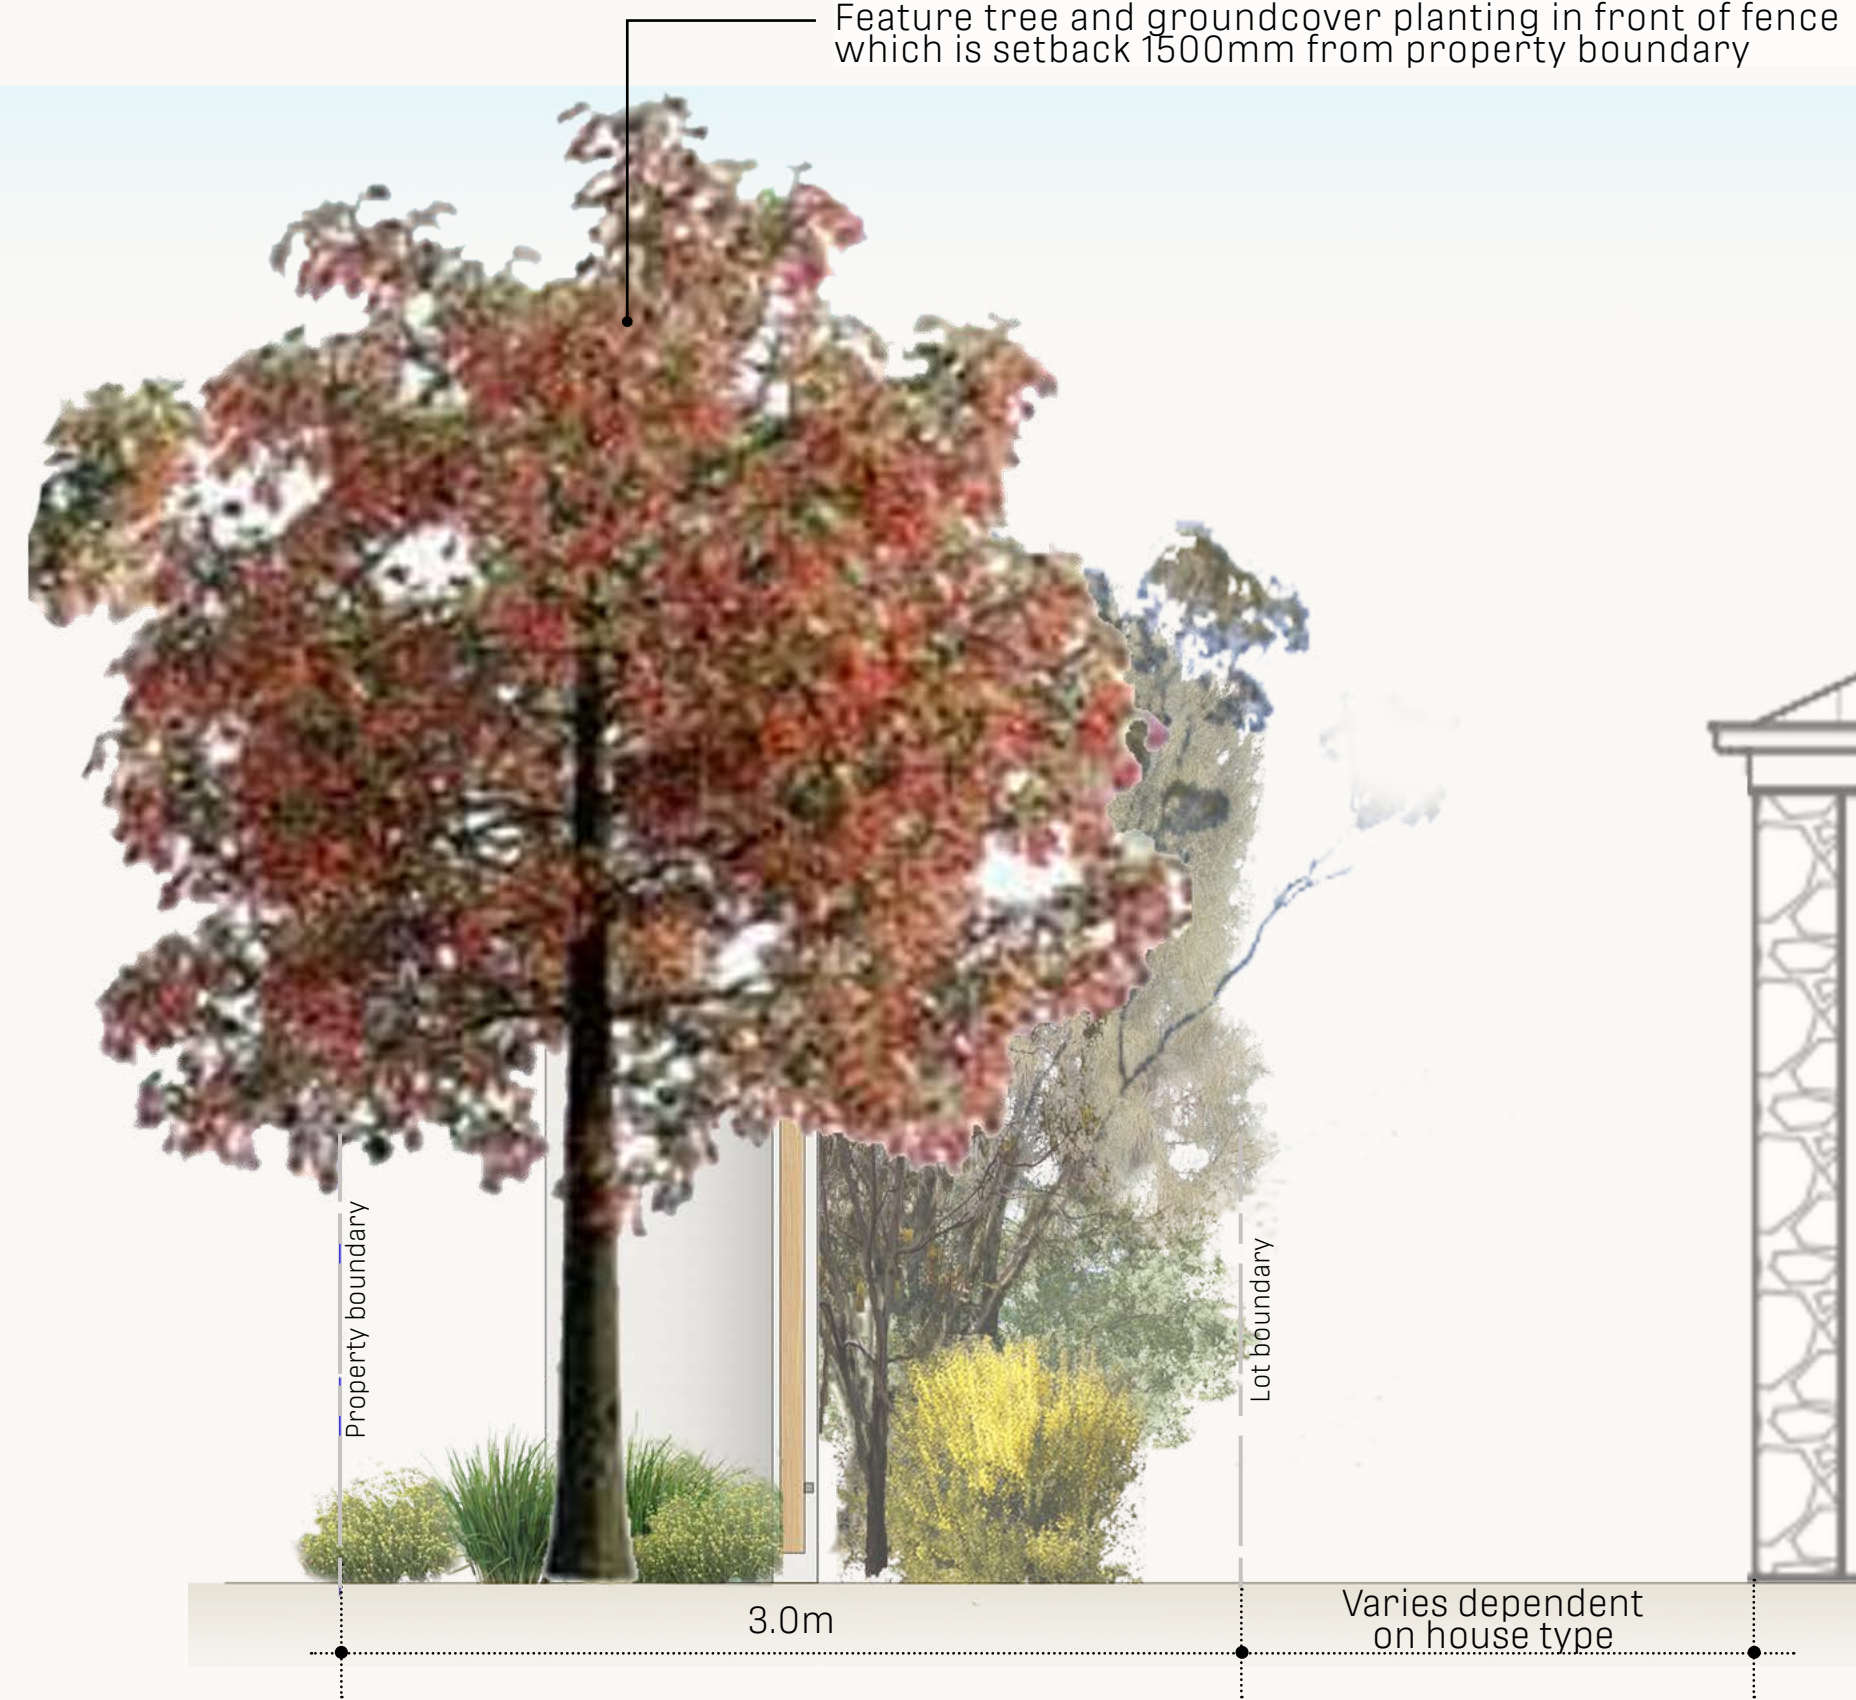 Feature tree and groundcover planting in front of fence
which is setback 1500mm from property boundary
Property boundary
Lot boundary
3.0m
Varies dependent
on house type